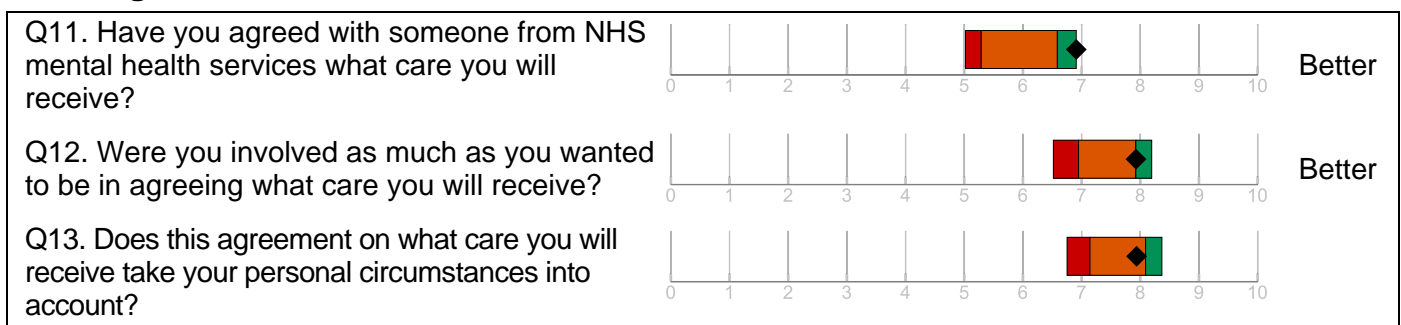 Q11. Have you agreed with someone from NHS
mental health services what care you will
receive?
0 1 2 3 4 5 6 7 8 9 10
Better
Q12. Were you involved as much as you wanted
to be in agreeing what care you will receive?
0 1 2 3 4 5 6 7 8 9 10
Better
Q13. Does this agreement on what care you will
receive take your personal circumstances into
account?
0 1 2 3 4 5 6 7 8 9 10